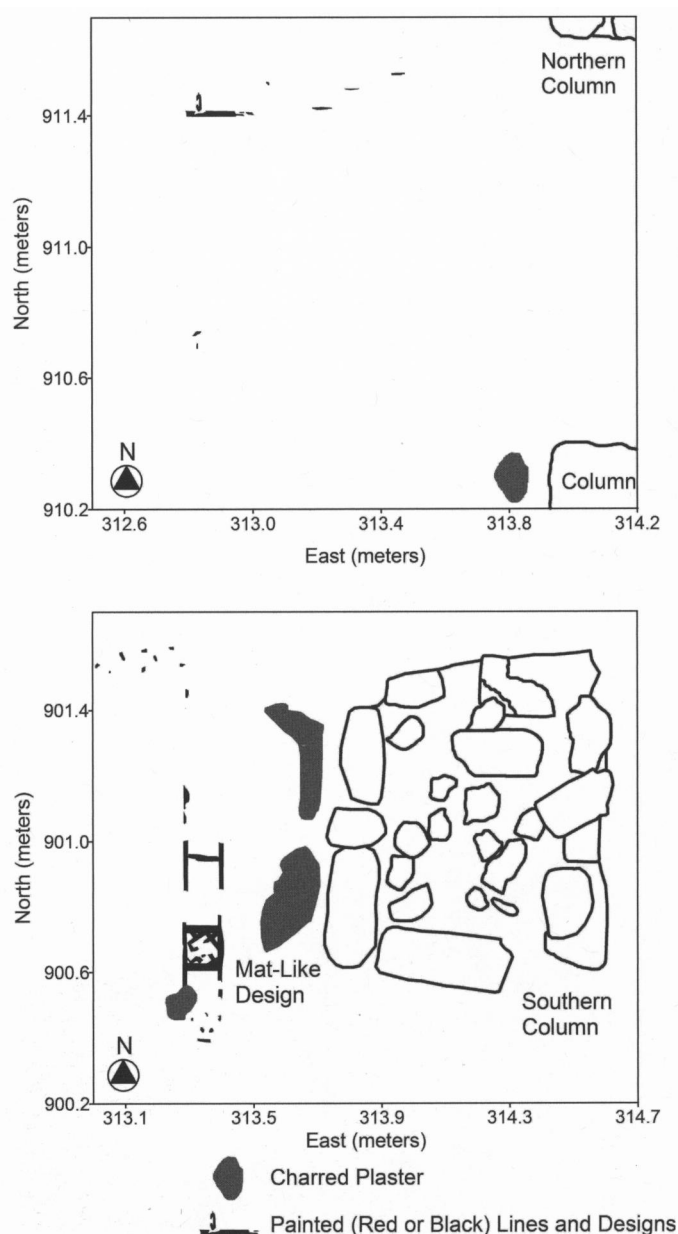 Northern
Column
911.4
911.0
North (meters)
910.6
N
Column
910.2
312.6 313.0 313.4 313.8 314.2
East (meters)
901.4
901.0
North (meters)
900.6
Mat-Like
Design
Southern
Column
N
900.2
313.1 313.5 313.9 314.3 314.7
East (meters)
Charred Plaster
Painted (Red or Black) Lines and Designs